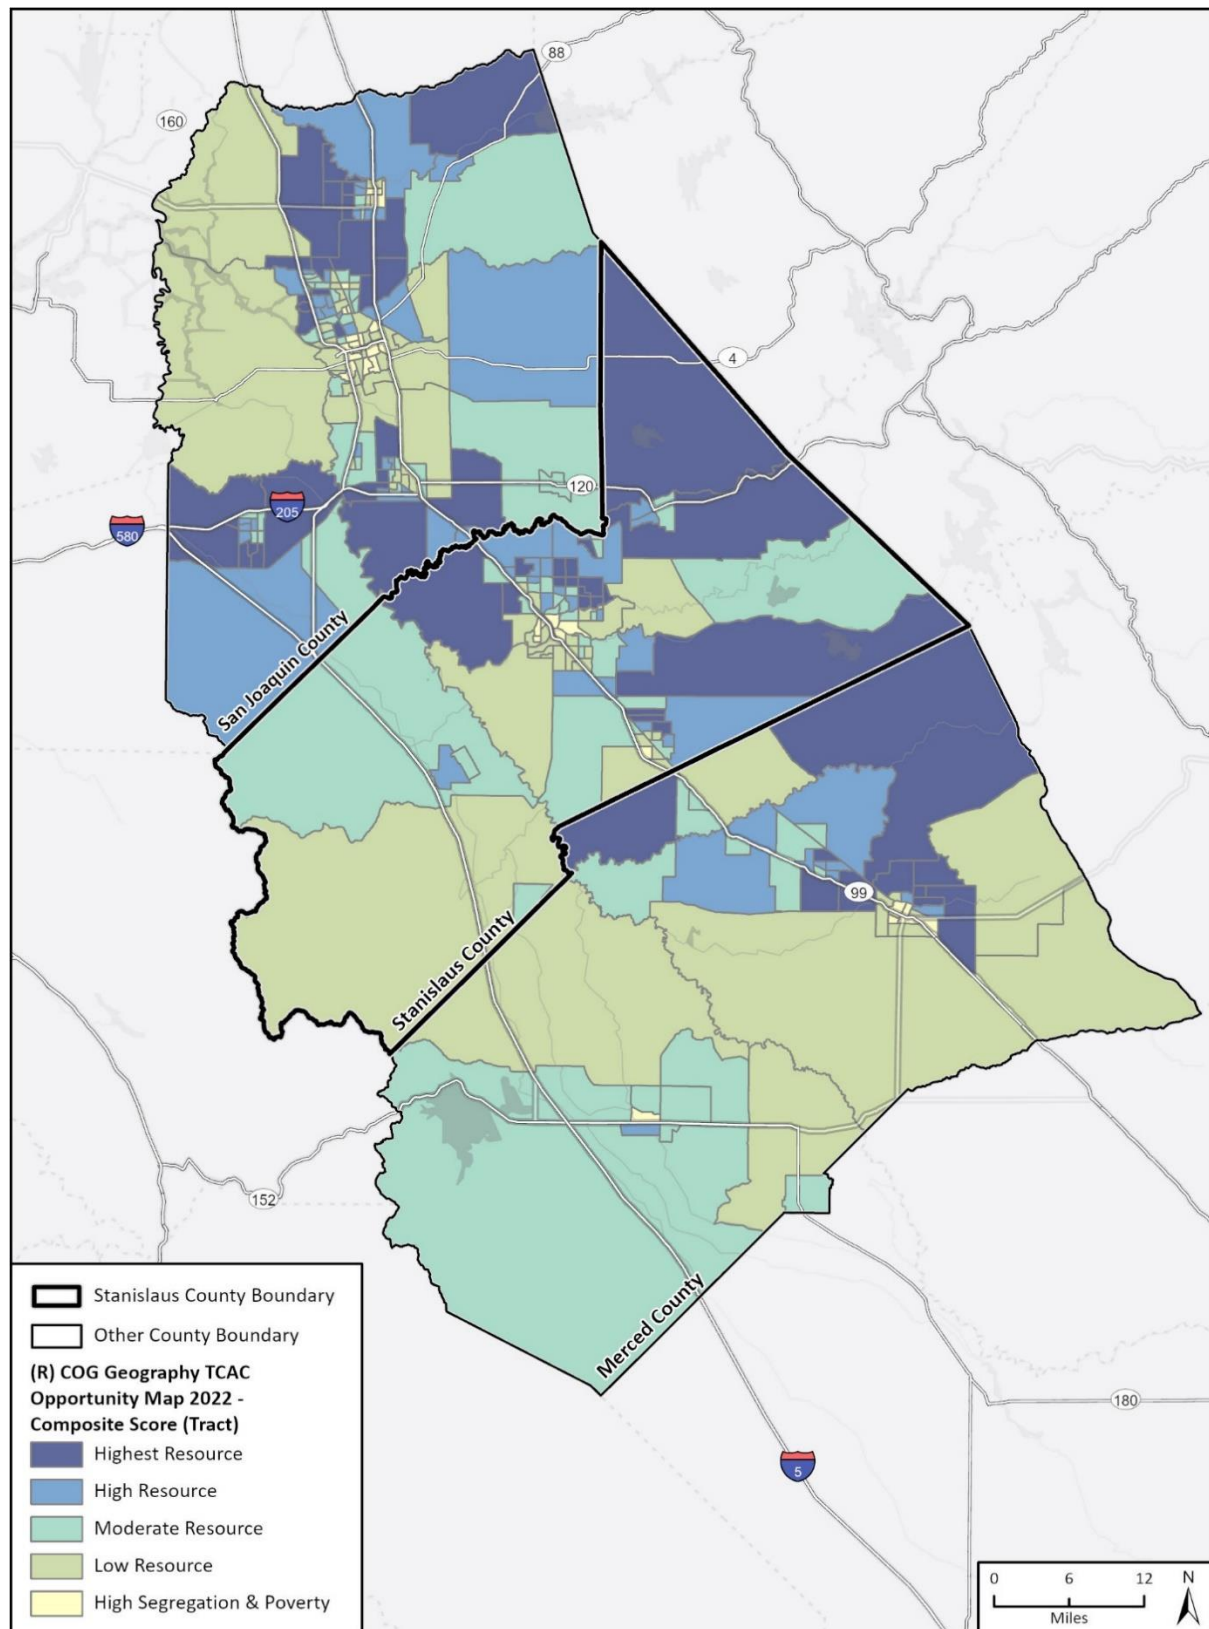 88
160
4
120
205
580
San Joaquin County
99
Stanislaus County
152
Merced County
180
5
Stanislaus County Boundary
Other County Boundary
(R) COG Geography TCAC
Opportunity Map 2022 -
Composite Score (Tract)
Highest Resource
High Resource
Moderate Resource
Low Resource
High Segregation & Poverty
0 6 12
Miles
N